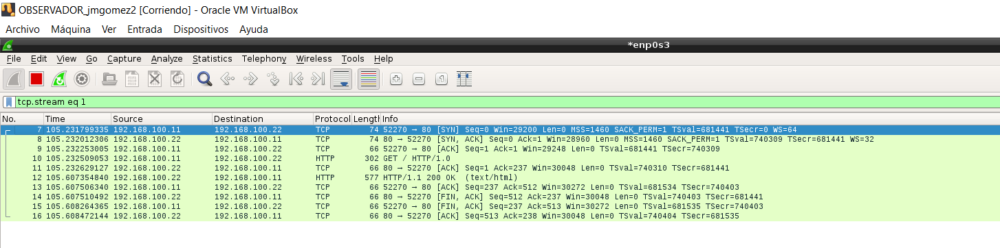 OBSERVADOR_jmgomez2 [Corriendo] - Oracle VM VirtualBox
Archivo Máquina Ver Entrada Dispositivos Ayuda
*enp0s3
File Edit View Go Capture Analyze Statistics Telephony Wireless Tools Help
tcp.stream eq 1
No. Time Source Destination Protocol Length Info
7 105.231799335 192.168.100.11 192.168.100.22 TCP 74 52270 → 80 [SYN] Seq=0 Win=29200 Len=0 MSS=1460 SACK_PERM=1 TSval=681441 TSecr=0 WS=64
8 105.232012306 192.168.100.22 192.168.100.11 TCP 74 80 → 52270 [SYN, ACK] Seq=0 Ack=1 Win=28960 Len=0 MSS=1460 SACK_PERM=1 TSval=740309 TSecr=681441 WS=32
9 105.232253005 192.168.100.11 192.168.100.22 TCP 66 52270 → 80 [ACK] Seq=1 Ack=1 Win=29248 Len=0 TSval=681441 TSecr=740309
10 105.232509053 192.168.100.11 192.168.100.22 HTTP 302 GET / HTTP/1.0
11 105.232629127 192.168.100.22 192.168.100.11 TCP 66 80 → 52270 [ACK] Seq=1 Ack=237 Win=30048 Len=0 TSval=740310 TSecr=681441
12 105.607354840 192.168.100.22 192.168.100.11 HTTP 577 HTTP/1.1 200 OK (text/html)
13 105.607506340 192.168.100.11 192.168.100.22 TCP 66 52270 → 80 [ACK] Seq=237 Ack=512 Win=30272 Len=0 TSval=681534 TSecr=740403
14 105.607510492 192.168.100.22 192.168.100.11 TCP 66 80 → 52270 [FIN, ACK] Seq=512 Ack=237 Win=30048 Len=0 TSval=740403 TSecr=681441
15 105.608264365 192.168.100.11 192.168.100.22 TCP 66 52270 → 80 [FIN, ACK] Seq=237 Ack=513 Win=30272 Len=0 TSval=681535 TSecr=740403
16 105.608472144 192.168.100.22 192.168.100.11 TCP 66 80 → 52270 [ACK] Seq=513 Ack=238 Win=30048 Len=0 TSval=740404 TSecr=681535